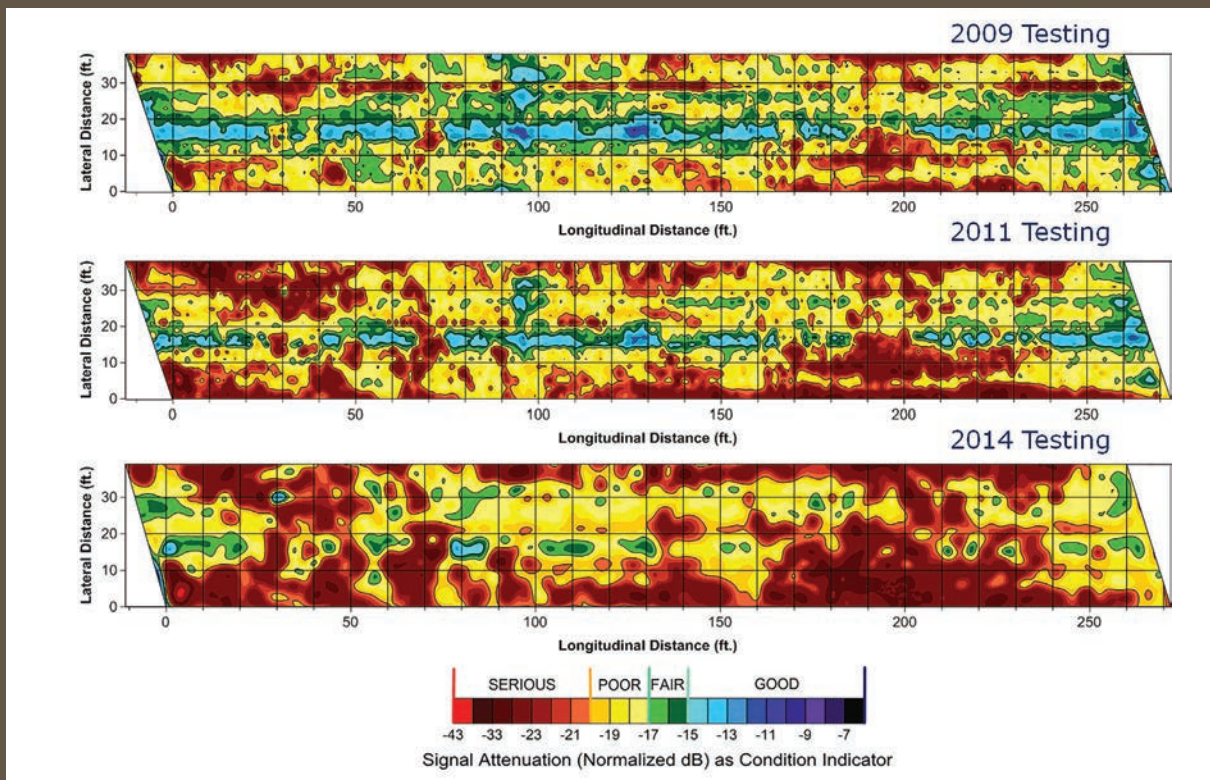 2009 Testing
Lateral Distance (ft.)
30
20
10
0
0 50 100 150 200 250
Longitudinal Distance (ft.)
2011 Testing
Lateral Distance (ft.)
30
20
10
0
0 50 100 150 200 250
Longitudinal Distance (ft.)
2014 Testing
Lateral Distance (ft.)
30
20
10
0
0 50 100 150 200 250
Longitudinal Distance (ft.)
SERIOUS POOR FAIR GOOD
-43 -33 -23 -21 -19 -17 -15 -13 -11 -9 -7
Signal Attenuation (Normalized dB) as Condition Indicator